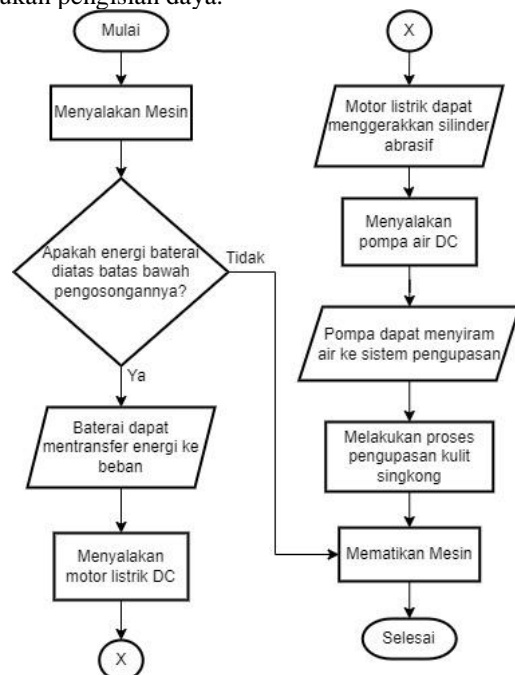 pengisian daya.
Mulai
Menyalakan Mesin
Apakah energi baterai
diatas batas bawah
pengosongannya?
Tidak
Ya
Baterai dapat
mentransfer energi ke
beban
Menyalakan
motor listrik DC
X
X
Motor listrik dapat
menggerakkan silinder
abrasif
Menyalakan
pompa air DC
Pompa dapat menyiram
air ke sistem pengupasan
Melakukan proses
pengupasan kulit
singkong
Mematikan Mesin
Selesai